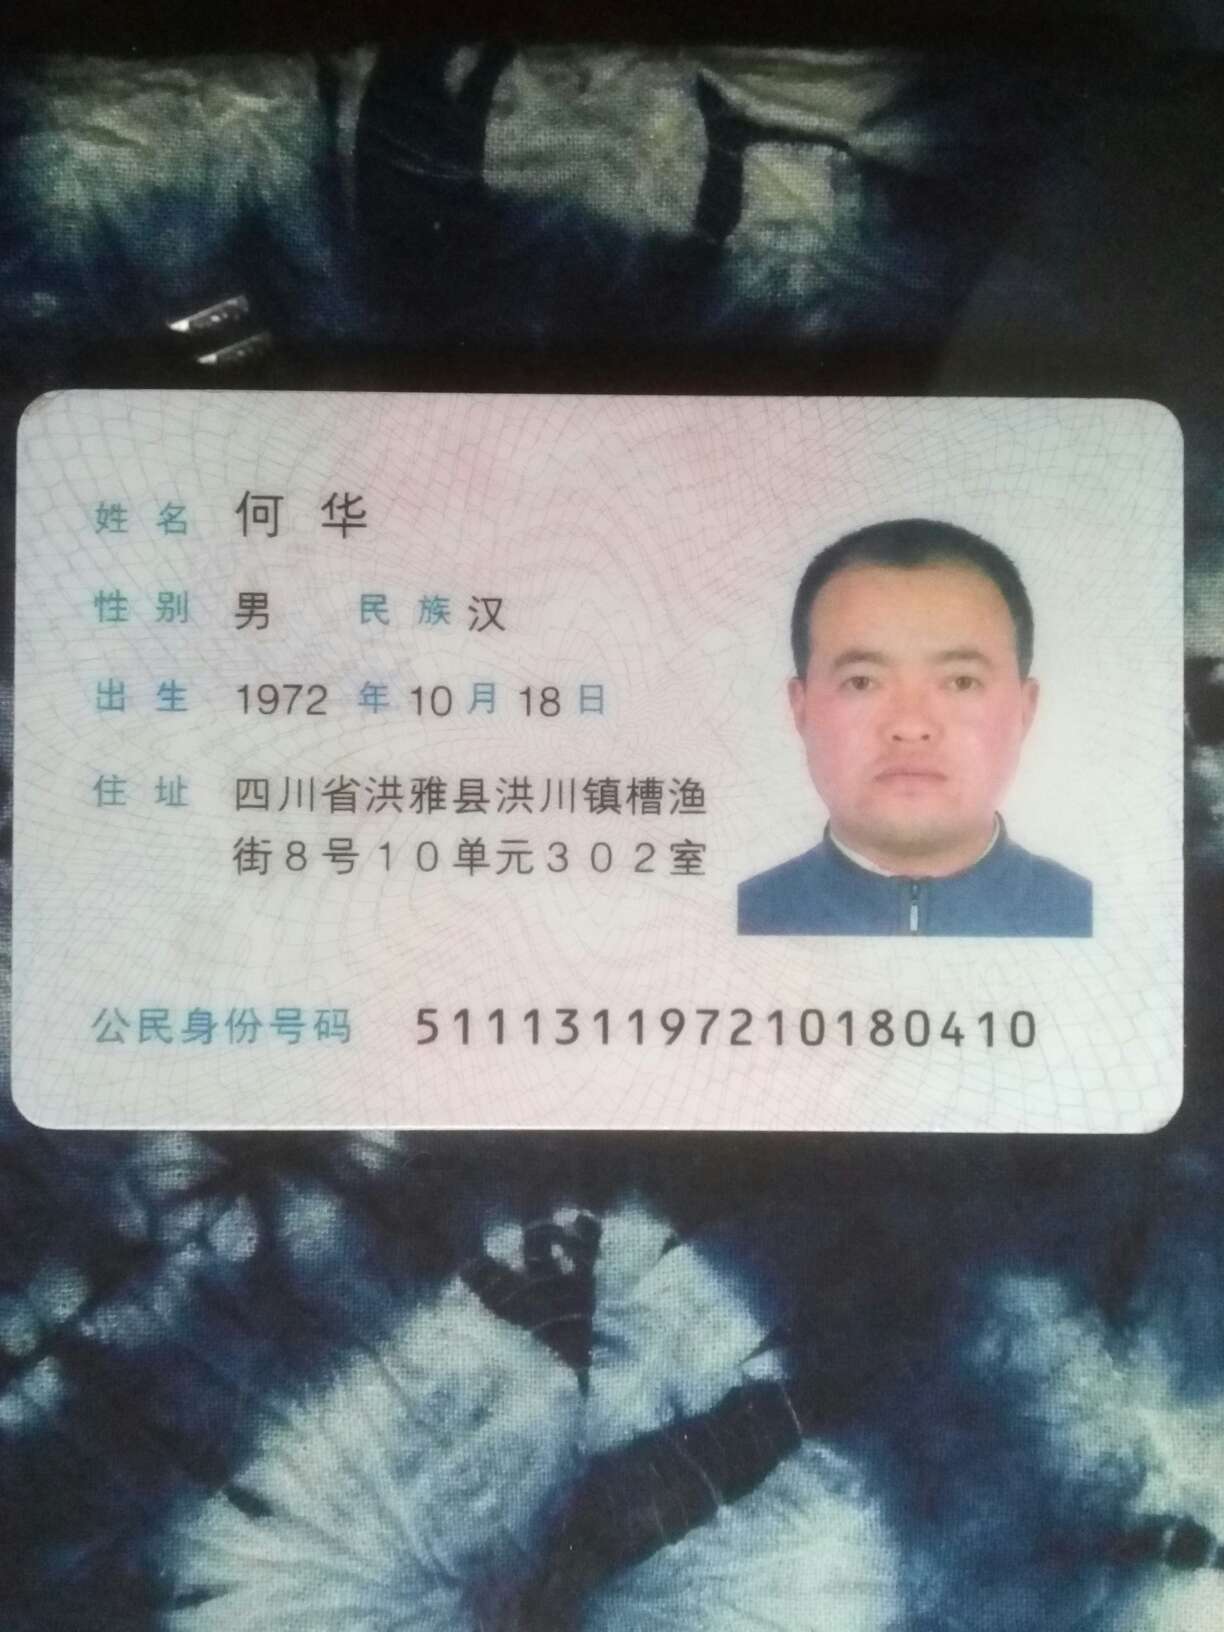 姓名 何华
性别 男 民族 汉
出生 1972 年 10 月 18 日
住址 四川省洪雅县洪川镇槽渔
街8号10单元302室
公民身份号码 511131197210180410